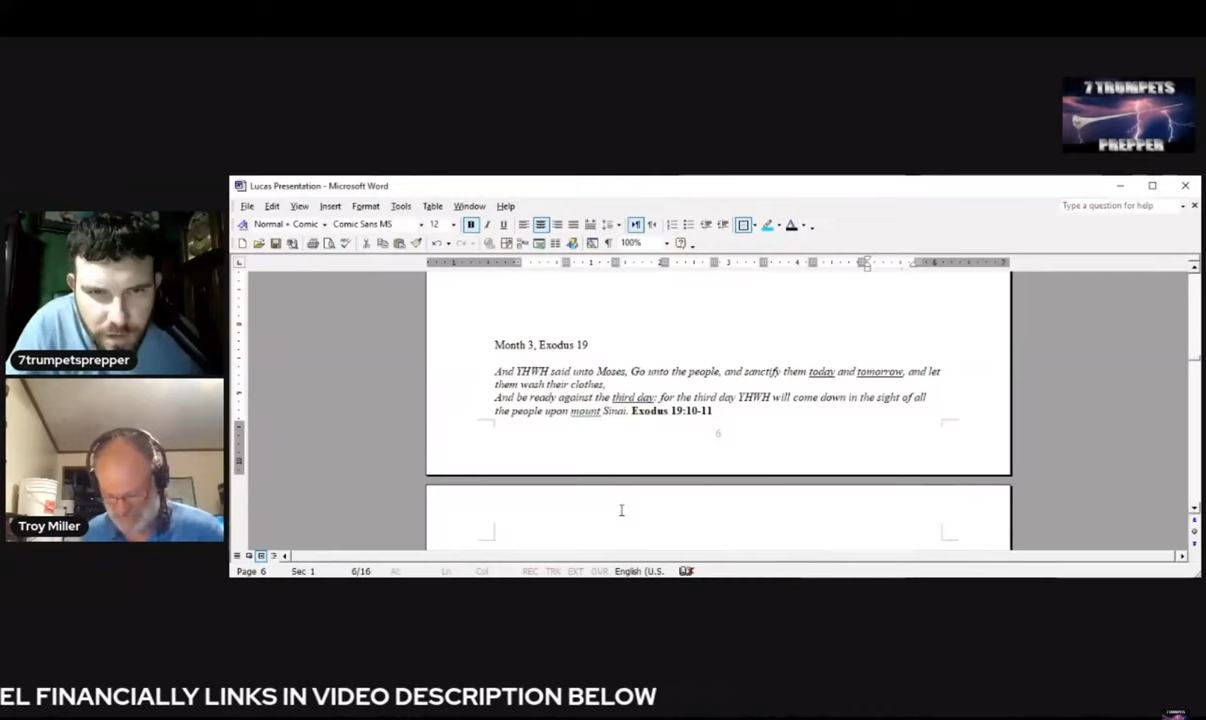 7 TRUMPETS
PREPPER
Lucas Presentation - Microsoft Word
File Edit View Insert Format Tools Table Window Help
Type a question for help
Normal + Comic Comic Sans MS 12 B I U
100%
Month 3, Exodus 19
And YHWH said unto Moses, Go unto the people, and sanctify them today and tomorrow, and let
them wash their clothes,
And be ready against the third day: for the third day YHWH will come down in the sight of all
the people upon mount Sinai. Exodus 19:10-11
6
7trumpetsprepper
Troy Miller
Page 6 Sec 1 6/16 At Ln Col REC TRK EXT OVR English (U.S.
EL FINANCIALLY LINKS IN VIDEO DESCRIPTION BELOW